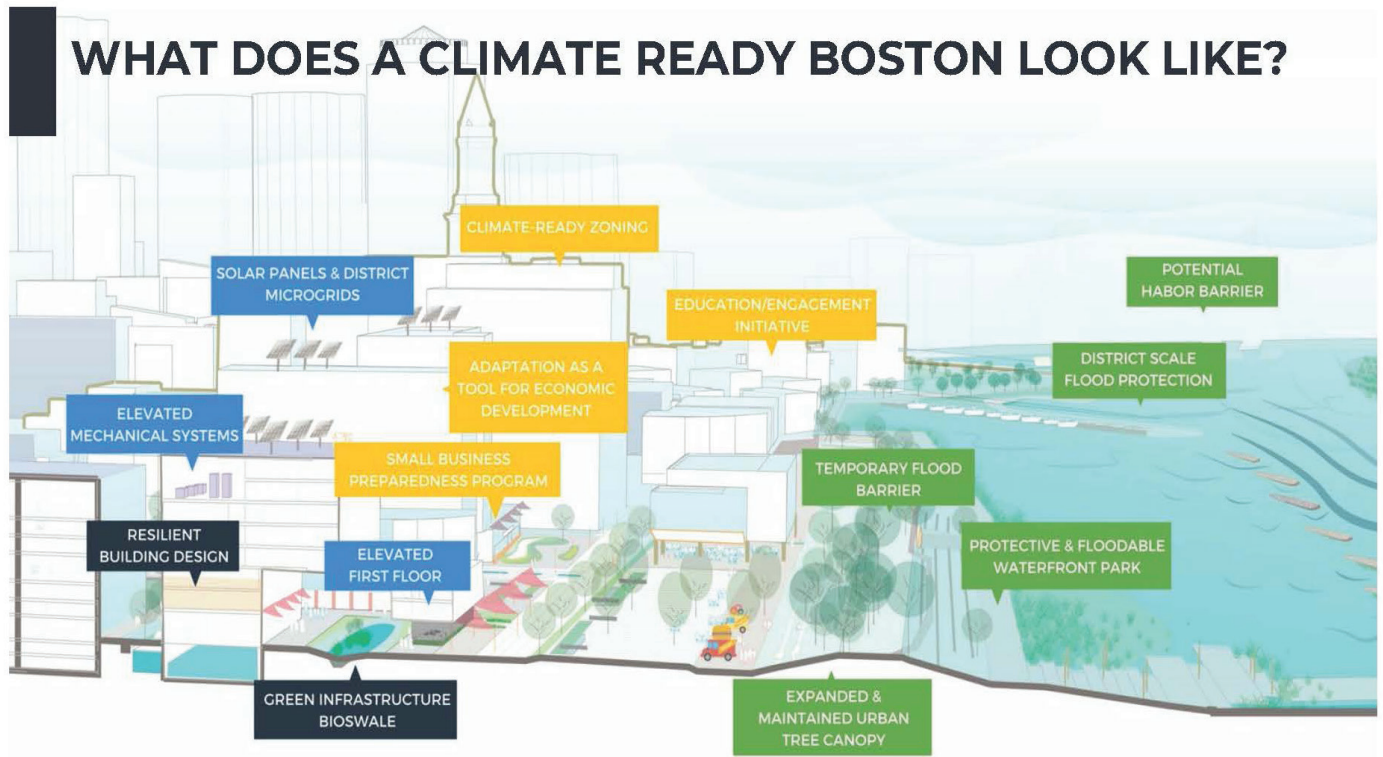 WHAT DOES A CLIMATE READY BOSTON LOOK LIKE?
CLIMATE-READY ZONING
SOLAR PANELS & DISTRICT
MICROGRIDS
POTENTIAL
HABOR BARRIER
EDUCATION/ENGAGEMENT
INITIATIVE
DISTRICT SCALE
FLOOD PROTECTION
ADAPTATION AS A
TOOL FOR ECONOMIC
DEVELOPMENT
ELEVATED
MECHANICAL SYSTEMS
SMALL BUSINESS
PREPAREDNESS PROGRAM
TEMPORARY FLOOD
BARRIER
RESILIENT
BUILDING DESIGN
ELEVATED
FIRST FLOOR
PROTECTIVE & FLOODABLE
WATERFRONT PARK
GREEN INFRASTRUCTURE
BIOSWALE
EXPANDED &
MAINTAINED URBAN
TREE CANOPY